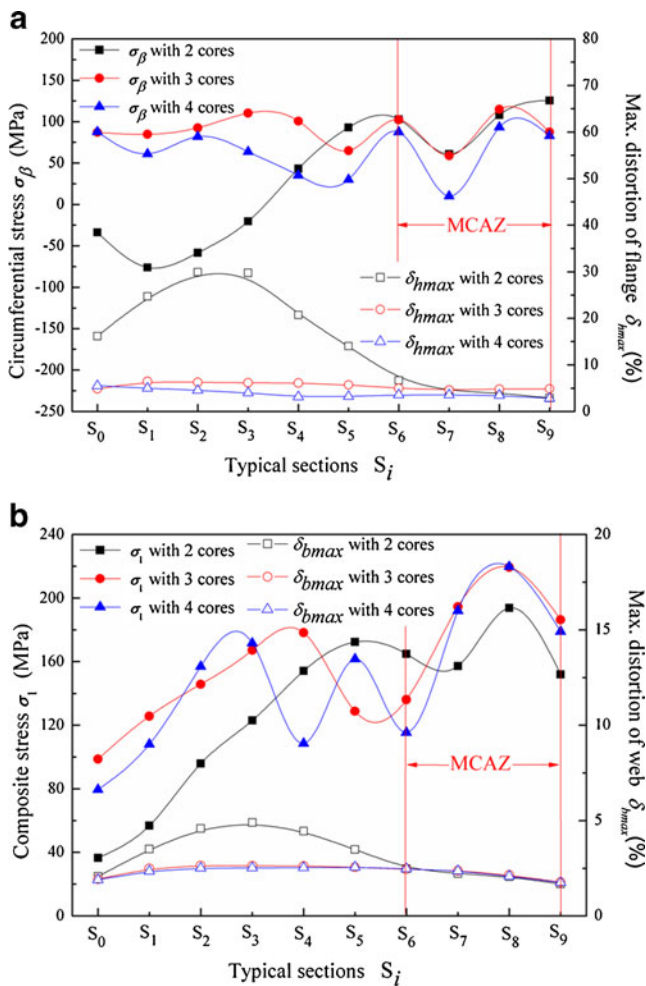 a
200
150
100
50
0
-50
-100
-150
-200
-250
Circumferential stress σβ (MPa)
σβ with 2 cores
σβ with 3 cores
σβ with 4 cores
MCAZ
δhmax with 2 cores
δhmax with 3 cores
δhmax with 4 cores
80
70
60
50
40
30
20
10
0
Max. distortion of flange δhmax(%)
S0 S1 S2 S3 S4 S5 S6 S7 S8 S9
Typical sections Si
b
240
200
160
120
80
40
0
Composite stress σ1 (MPa)
σ1 with 2 cores
σ1 with 3 cores
σ1 with 4 cores
δbmax with 2 cores
δbmax with 3 cores
δbmax with 4 cores
MCAZ
20
15
10
5
0
Max. distortion of web δhmax(%)
S0 S1 S2 S3 S4 S5 S6 S7 S8 S9
Typical sections Si